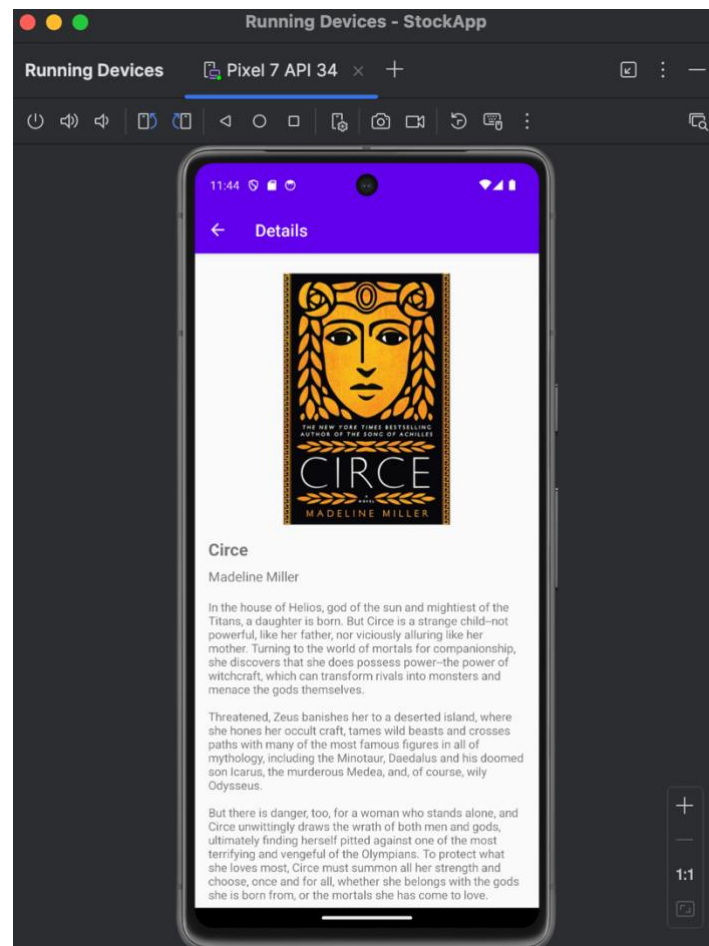 Running Devices - StockApp
Running Devices
Pixel 7 API 34
11:44
Details
THE NEW YORK TIMES BESTSELLING
AUTHOR OF THE SONG OF ACHILLES
CIRCE
A
NOVEL
MADELINE MILLER
Circe
Madeline Miller
In the house of Helios, god of the sun and mightiest of the
Titans, a daughter is born. But Circe is a strange child--not
powerful, like her father, nor viciously alluring like her
mother. Turning to the world of mortals for companionship,
she discovers that she does possess power--the power of
witchcraft, which can transform rivals into monsters and
menace the gods themselves.
Threatened, Zeus banishes her to a deserted island, where
she hones her occult craft, tames wild beasts and crosses
paths with many of the most famous figures in all of
mythology, including the Minotaur, Daedalus and his doomed
son Icarus, the murderous Medea, and, of course, wily
Odysseus.
But there is danger, too, for a woman who stands alone, and
Circe unwittingly draws the wrath of both men and gods,
ultimately finding herself pitted against one of the most
terrifying and vengeful of the Olympians. To protect what
she loves most, Circe must summon all her strength and
choose, once and for all, whether she belongs with the gods
she is born from, or the mortals she has come to love.
1:1